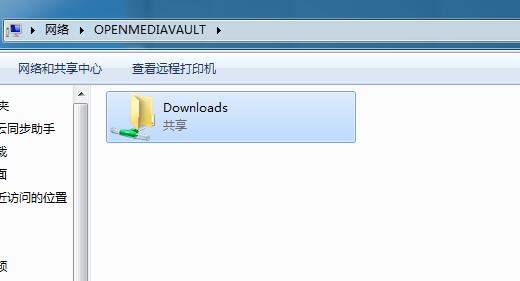 网络 OPENMEDIAVAULT
网络和共享中心 查看远程打印机
夹
Downloads
共享
云同步助手
载
面
近访问的位置
频